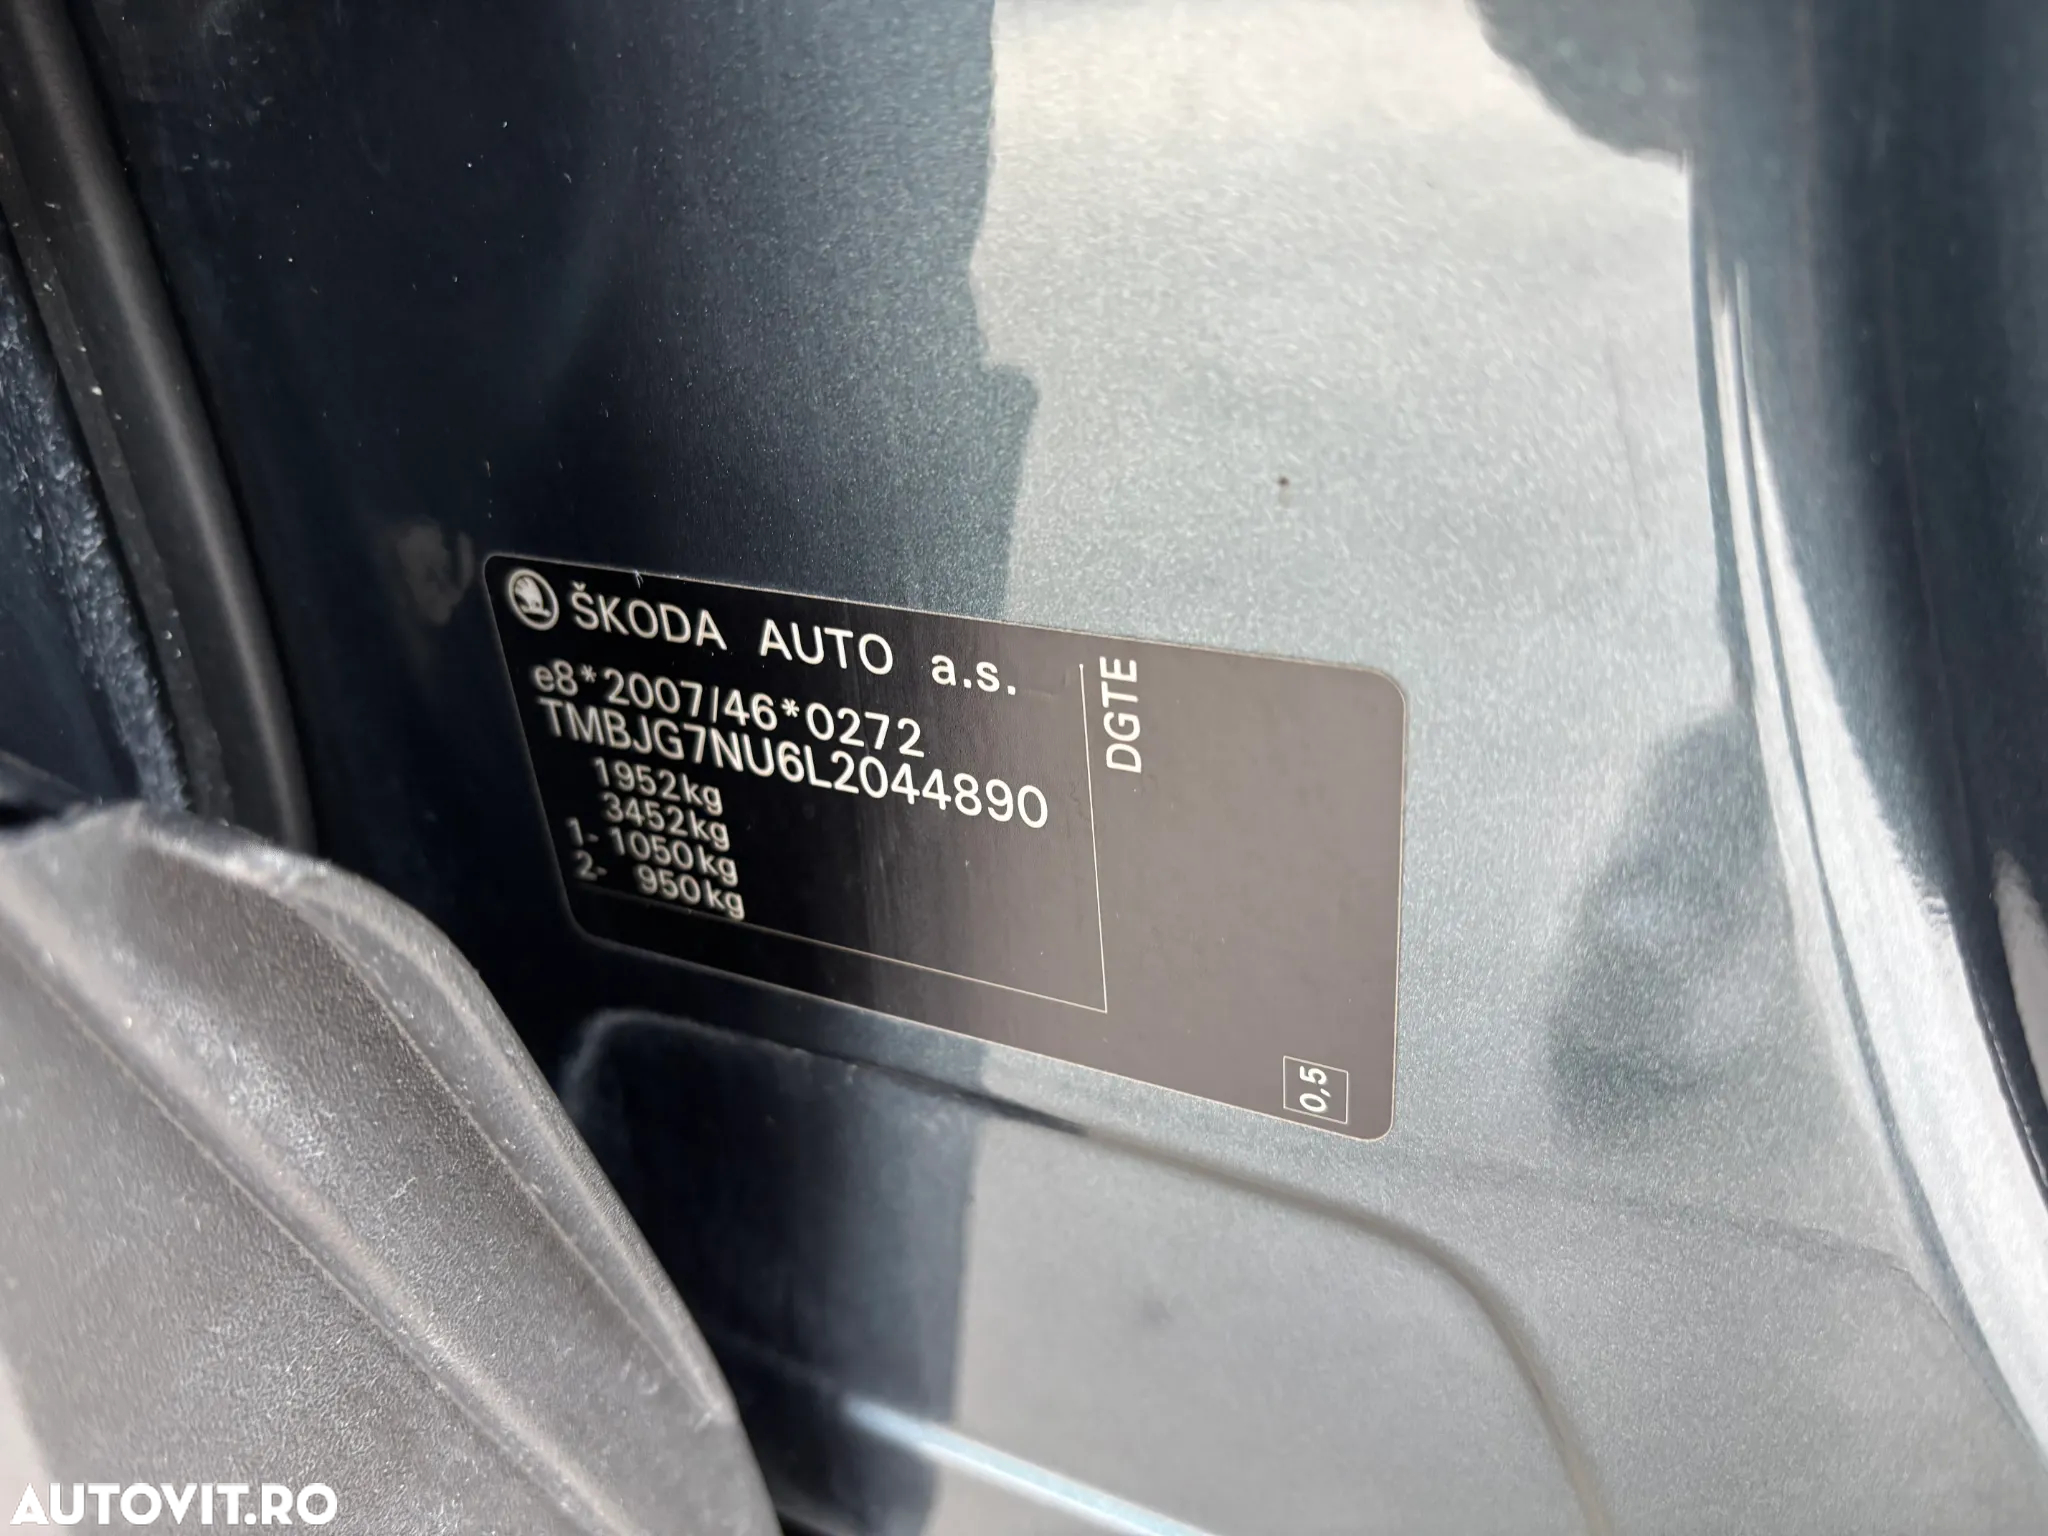 ŠKODA AUTO a.s.
e8*2007/46*0272
TMBJG7NU6L2044890
1952kg
3452kg
1- 1050kg
2- 950kg
DGTE
0,5
AUTOVIT.RO